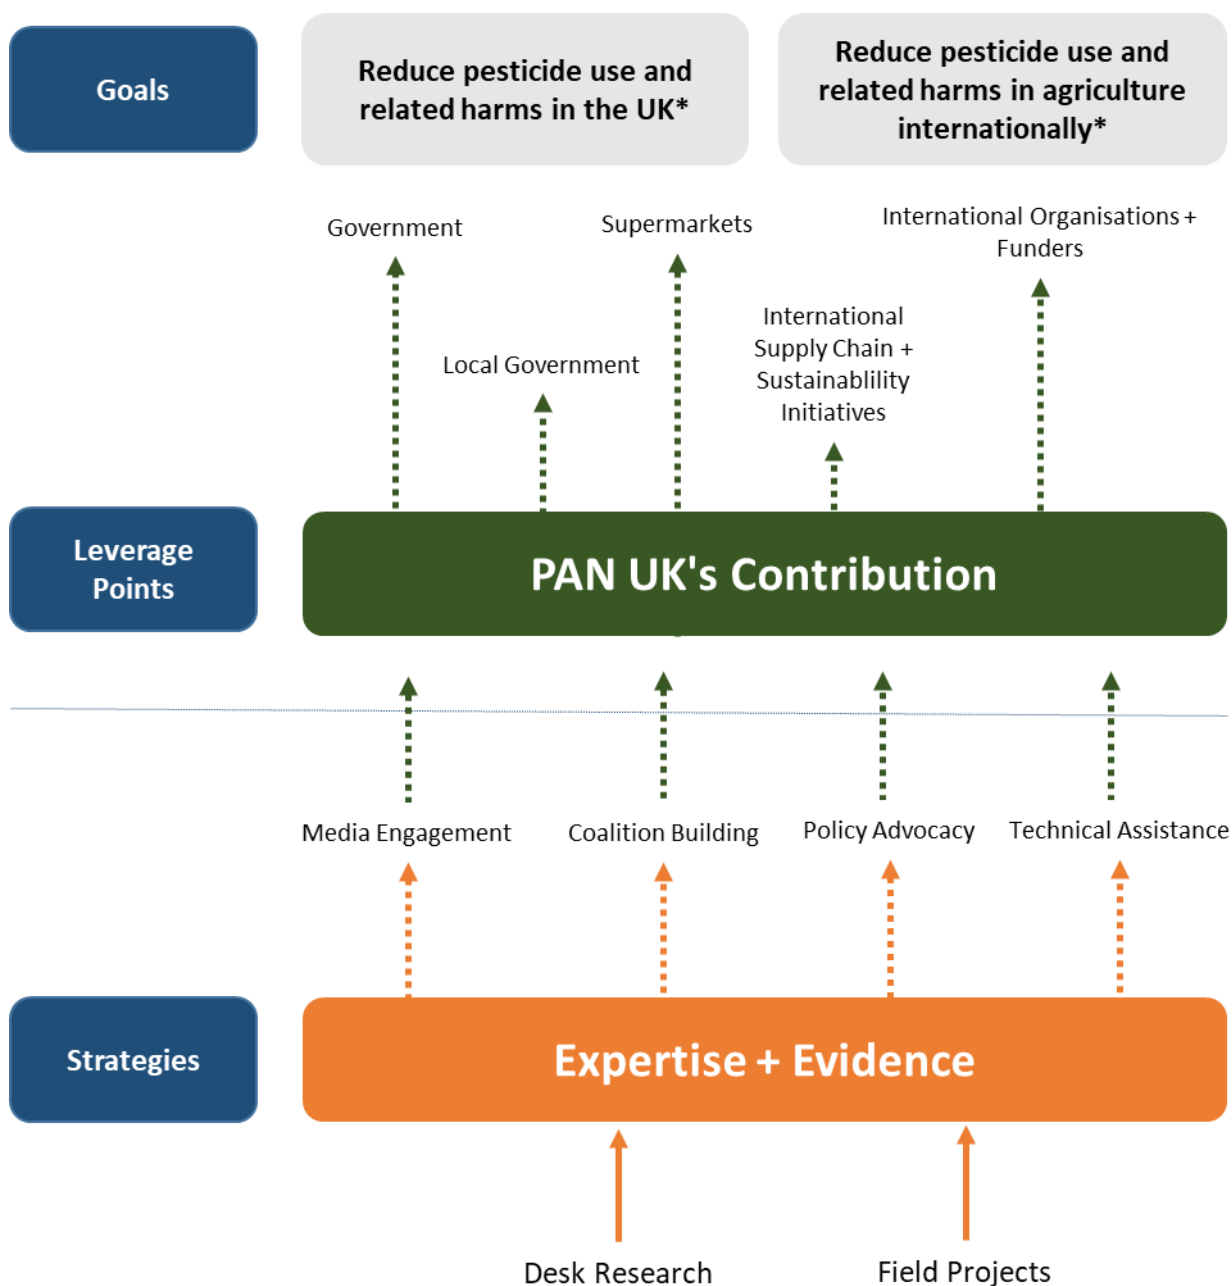 Goals
Reduce pesticide use and
related harms in the UK*
Reduce pesticide use and
related harms in agriculture
internationally*
Government
Supermarkets
International Organisations +
Funders
Local Government
International
Supply Chain +
Sustainablility
Initiatives
Leverage
Points
PAN UK's Contribution
Media Engagement
Coalition Building
Policy Advocacy
Technical Assistance
Strategies
Expertise + Evidence
Desk Research
Field Projects